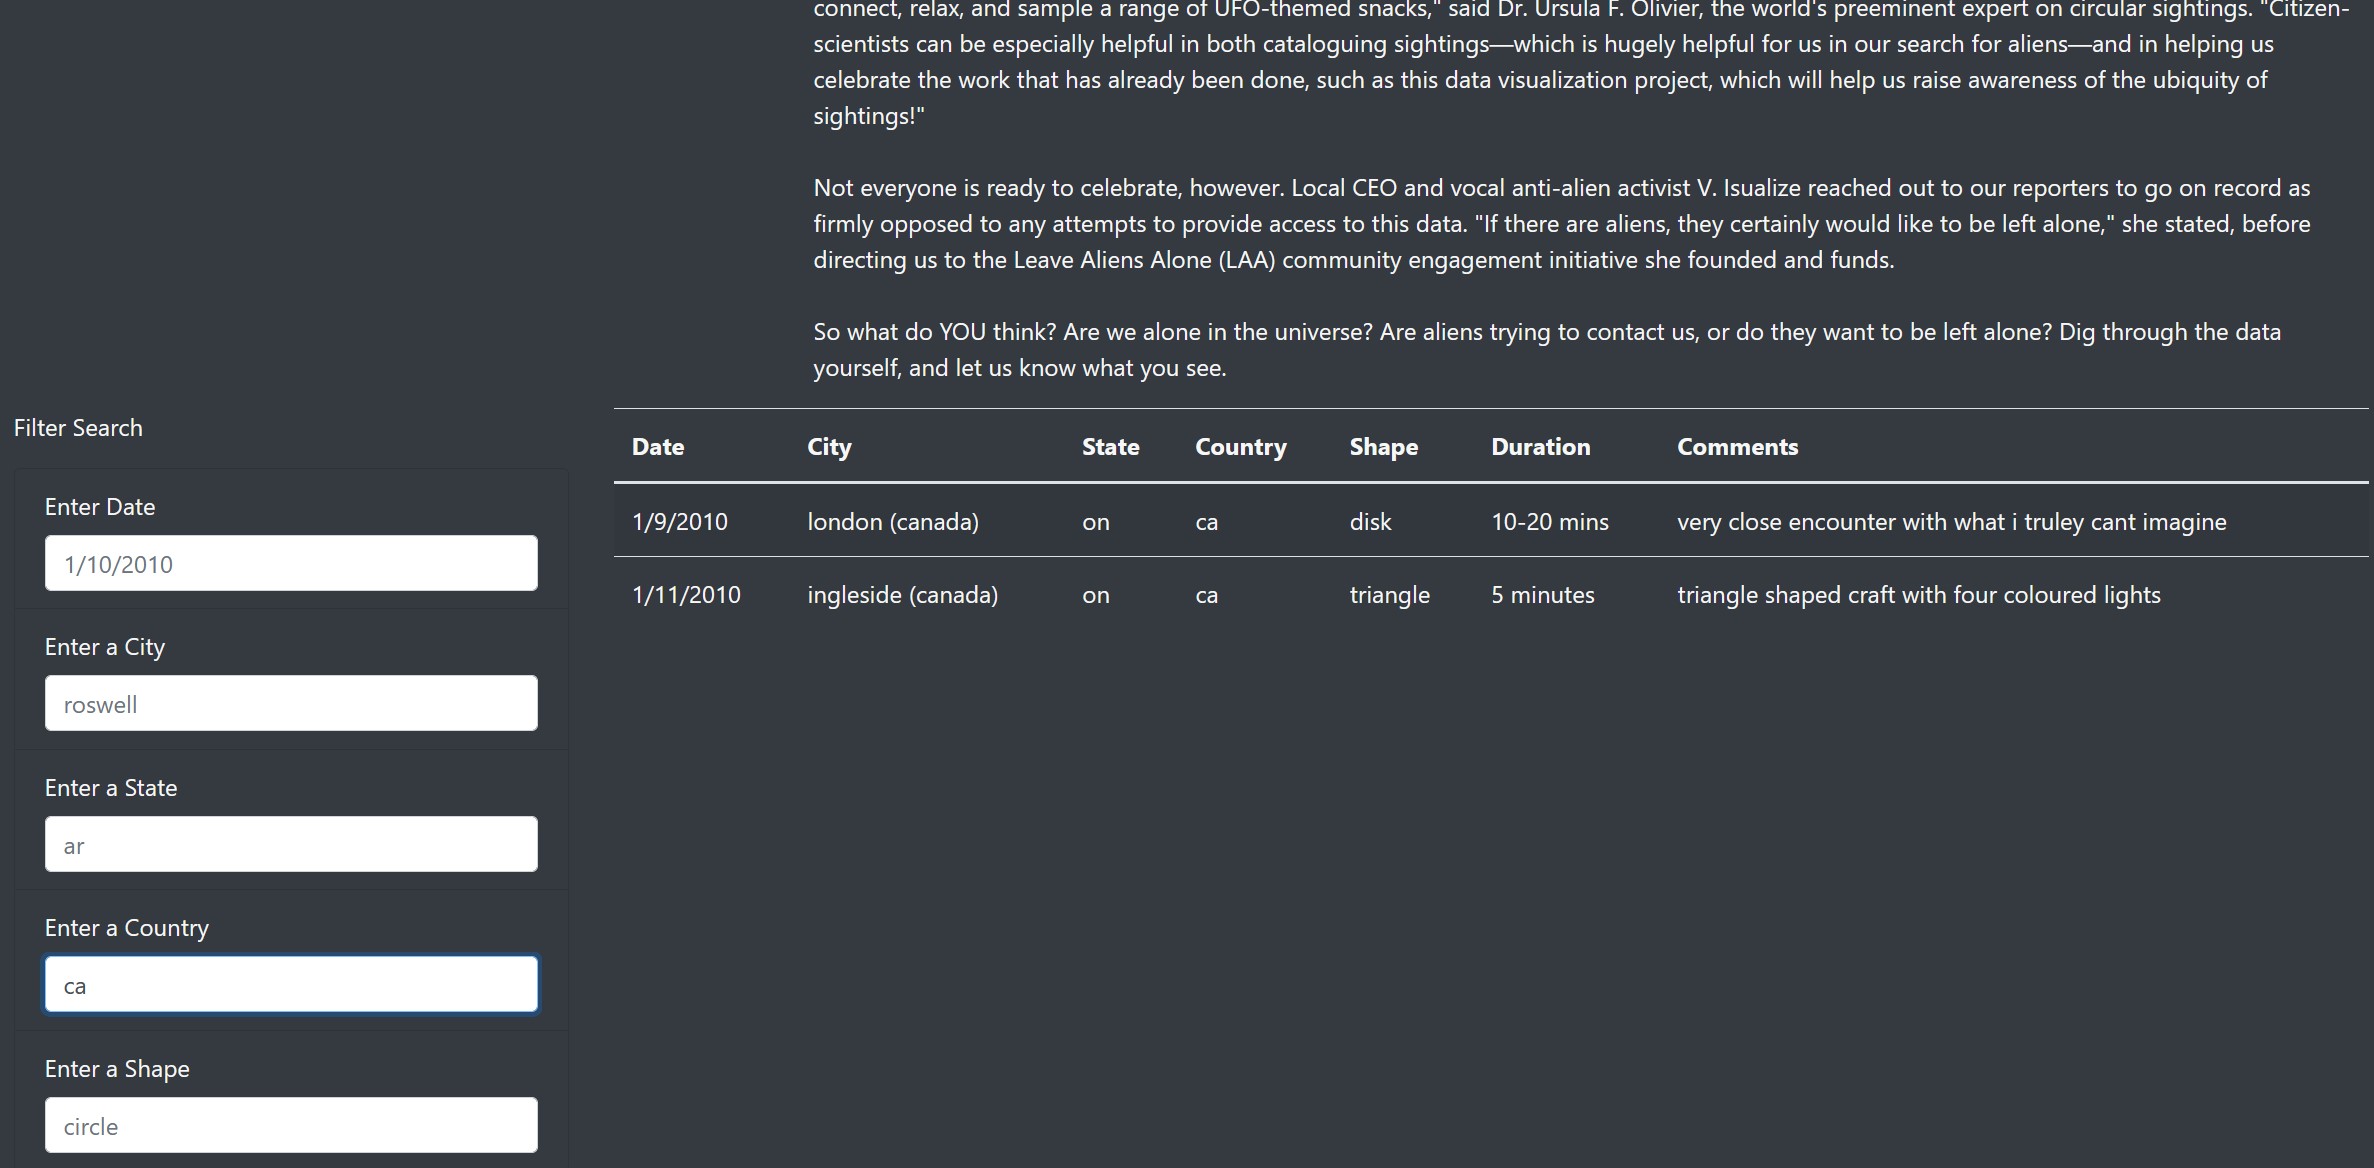 connect, relax, and sample a range of UFO-themed snacks," said Dr. Ursula F. Olivier, the world's preeminent expert on circular sightings. "Citizen-
scientists can be especially helpful in both cataloguing sightings—which is hugely helpful for us in our search for aliens—and in helping us
celebrate the work that has already been done, such as this data visualization project, which will help us raise awareness of the ubiquity of
sightings!"
Not everyone is ready to celebrate, however. Local CEO and vocal anti-alien activist V. Isualize reached out to our reporters to go on record as
firmly opposed to any attempts to provide access to this data. "If there are aliens, they certainly would like to be left alone," she stated, before
directing us to the Leave Aliens Alone (LAA) community engagement initiative she founded and funds.
So what do YOU think? Are we alone in the universe? Are aliens trying to contact us, or do they want to be left alone? Dig through the data
yourself, and let us know what you see.
Filter Search
Enter Date
1/10/2010
Enter a City
roswell
Enter a State
ar
Enter a Country
ca
Enter a Shape
circle
Date City State Country Shape Duration Comments
1/9/2010 london (canada) on ca disk 10-20 mins very close encounter with what i truley cant imagine
1/11/2010 ingleside (canada) on ca triangle 5 minutes triangle shaped craft with four coloured lights